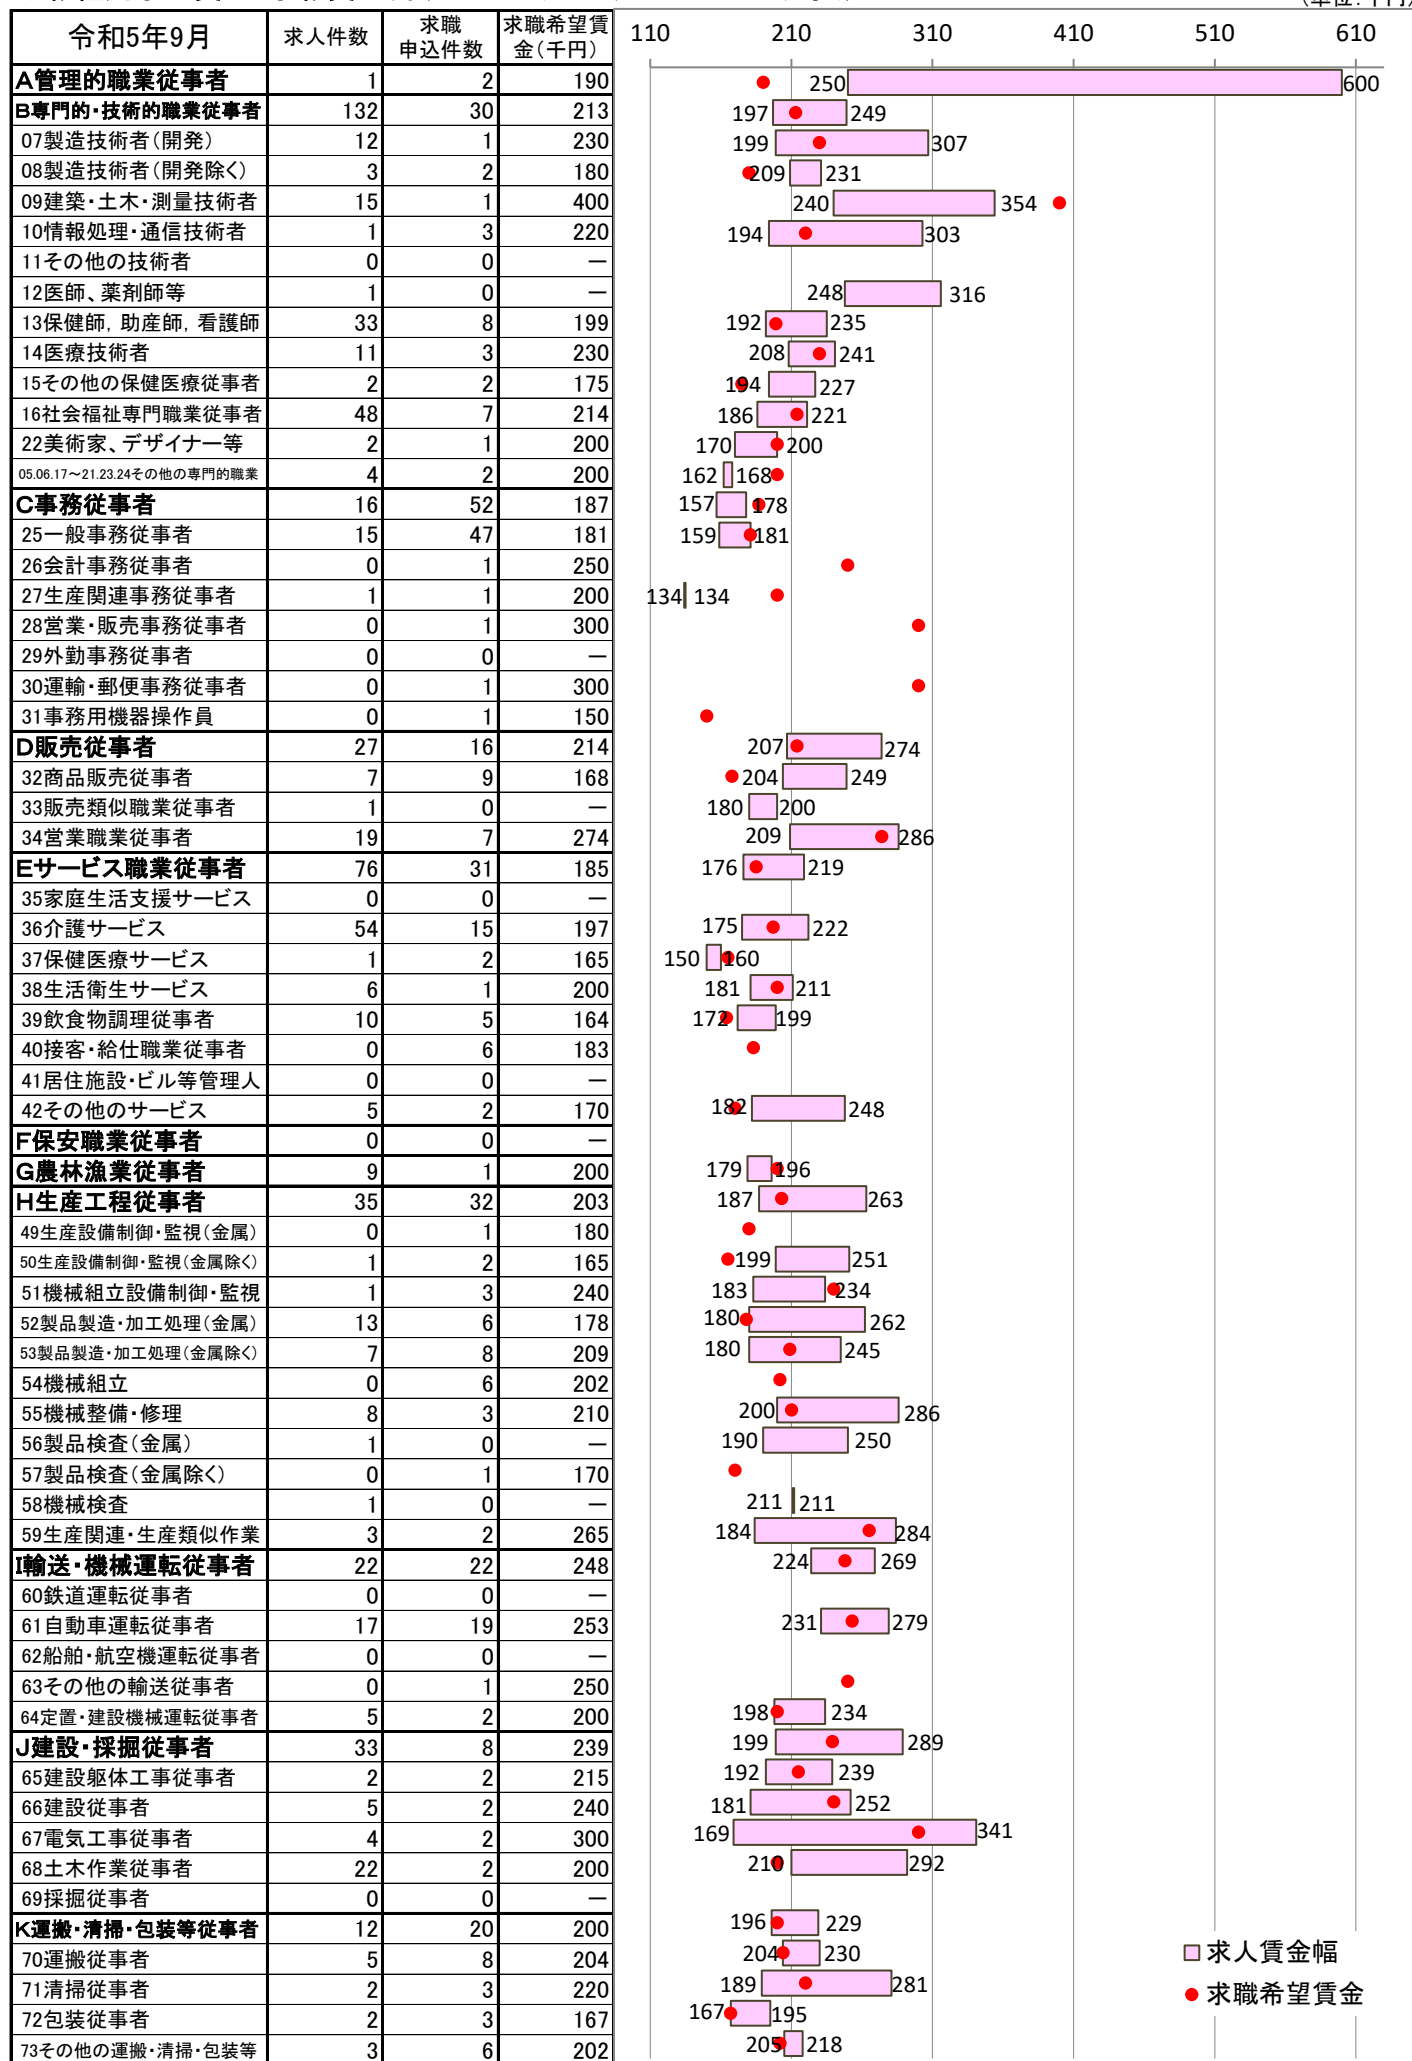 (単位:千円)
令和5年9月 求人件数 求職申込件数 求職希望賃金(千円) 110 210 310 410 510 610
A管理的職業従事者 1 2 190 250 600
B専門的・技術的職業従事者 132 30 213 197 249
07製造技術者(開発) 12 1 230 199 307
08製造技術者(開発除く) 3 2 180 209 231
09建築・土木・測量技術者 15 1 400 240 354
10情報処理・通信技術者 1 3 220 194 303
11その他の技術者 0 0 ―
12医師、薬剤師等 1 0 ― 248 316
13保健師,助産師,看護師 33 8 199 192 235
14医療技術者 11 3 230 208 241
15その他の保健医療従事者 2 2 175 194 227
16社会福祉専門職業従事者 48 7 214 186 221
22美術家、デザイナー等 2 1 200 170 200
05.06.17~21.23.24その他の専門的職業 4 2 200 162 168
C事務従事者 16 52 187 157 178
25一般事務従事者 15 47 181 159 181
26会計事務従事者 0 1 250
27生産関連事務従事者 1 1 200 134 134
28営業・販売事務従事者 0 1 300
29外勤事務従事者 0 0 ―
30運輸・郵便事務従事者 0 1 300
31事務用機器操作員 0 1 150
D販売従事者 27 16 214 207 274
32商品販売従事者 7 9 168 204 249
33販売類似職業従事者 1 0 ― 180 200
34営業職業従事者 19 7 274 209 286
Eサービス職業従事者 76 31 185 176 219
35家庭生活支援サービス 0 0 ―
36介護サービス 54 15 197 175 222
37保健医療サービス 1 2 165 150 160
38生活衛生サービス 6 1 200 181 211
39飲食物調理従事者 10 5 164 172 199
40接客・給仕職業従事者 0 6 183
41居住施設・ビル等管理人 0 0 ―
42その他のサービス 5 2 170 182 248
F保安職業従事者 0 0 ―
G農林漁業従事者 9 1 200 179 196
H生産工程従事者 35 32 203 187 263
49生産設備制御・監視(金属) 0 1 180
50生産設備制御・監視(金属除く) 1 2 165 199 251
51機械組立設備制御・監視 1 3 240 183 234
52製品製造・加工処理(金属) 13 6 178 180 262
53製品製造・加工処理(金属除く) 7 8 209 180 245
54機械組立 0 6 202
55機械整備・修理 8 3 210 200 286
56製品検査(金属) 1 0 ― 190 250
57製品検査(金属除く) 0 1 170
58機械検査 1 0 ― 211 211
59生産関連・生産類似作業 3 2 265 184 284
I輸送・機械運転従事者 22 22 248 224 269
60鉄道運転従事者 0 0 ―
61自動車運転従事者 17 19 253 231 279
62船舶・航空機運転従事者 0 0 ―
63その他の輸送従事者 0 1 250
64定置・建設機械運転従事者 5 2 200 198 234
J建設・採掘従事者 33 8 239 199 289
65建設躯体工事従事者 2 2 215 192 239
66建設従事者 5 2 240 181 252
67電気工事従事者 4 2 300 169 341
68土木作業従事者 22 2 200 210 292
69採掘従事者 0 0 ―
K運搬・清掃・包装等従事者 12 20 200 196 229
70運搬従事者 5 8 204 204 230
71清掃従事者 2 3 220 189 281
72包装従事者 2 3 167 167 195
73その他の運搬・清掃・包装等 3 6 202 205 218
求人賃金幅
求職希望賃金